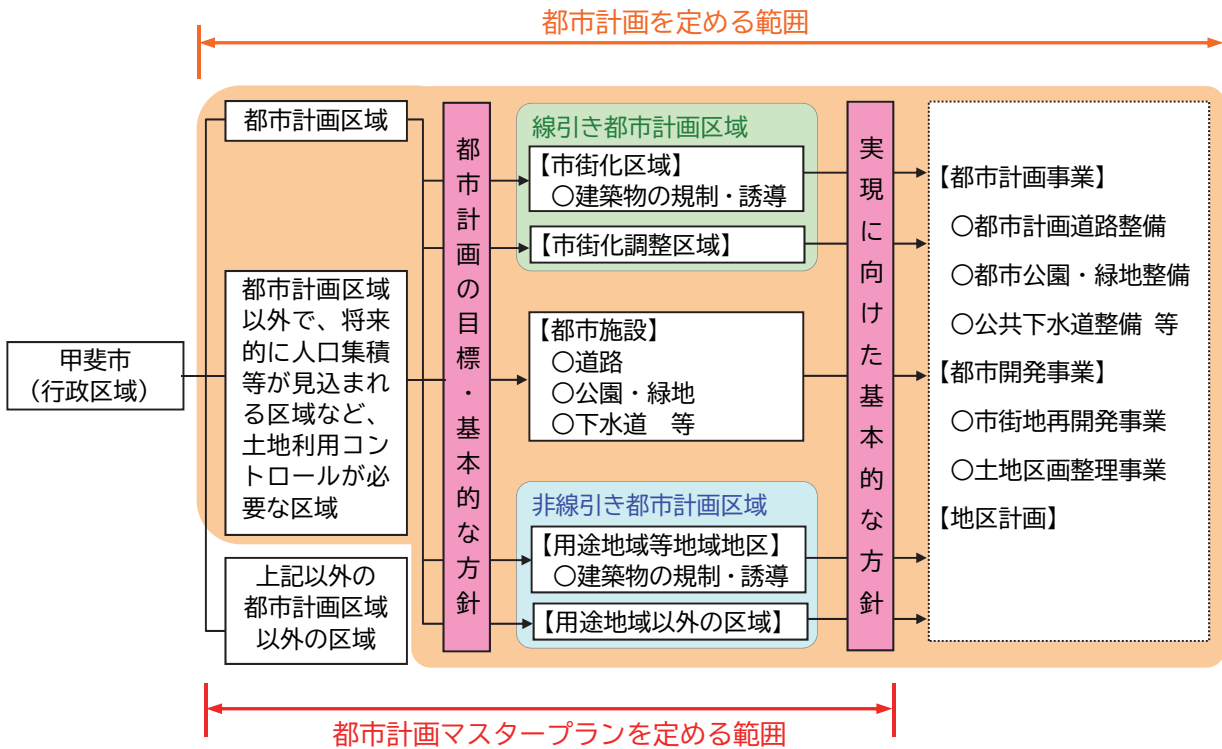 都市計画を定める範囲
甲斐市
（行政区域）
都市計画区域
都市計画区域
以外で、将来
的に人口集積
等が見込まれ
る区域など、
土地利用コン
トロールが必
要な区域
上記以外の
都市計画区域
以外の区域
都市計画の目標・基本的な方針
線引き都市計画区域
【市街化区域】
○建築物の規制・誘導
【市街化調整区域】
【都市施設】
○道路
○公園・緑地
○下水道　等
非線引き都市計画区域
【用途地域等地域地区】
○建築物の規制・誘導
【用途地域以外の区域】
実現に向けた基本的な方針
【都市計画事業】
○都市計画道路整備
○都市公園・緑地整備
○公共下水道整備 等
【都市開発事業】
○市街地再開発事業
○土地区画整理事業
【地区計画】
都市計画マスタープランを定める範囲